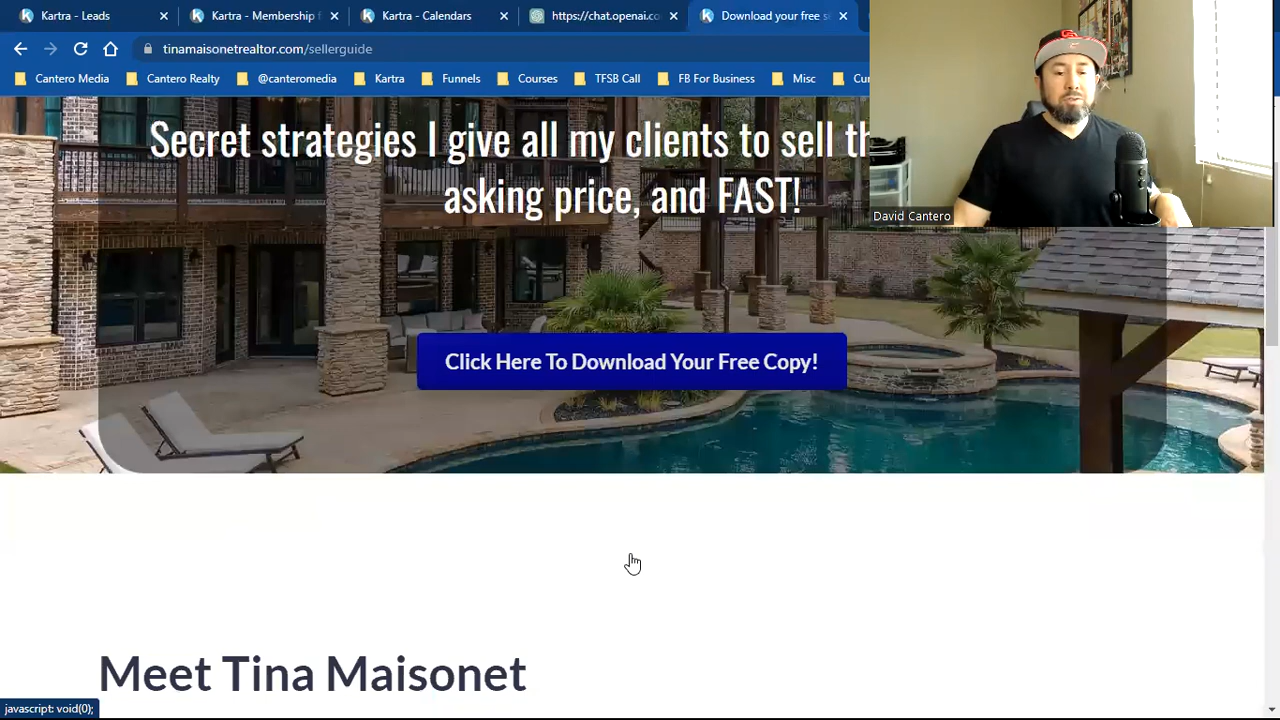 Kartra - Leads
Kartra - Membership f
Kartra - Calendars
https://chat.openai.co
Download your free s
tinamaisonetrealtor.com/sellerguide
Cantero Media
Cantero Realty
@canteromedia
Kartra
Funnels
Courses
TFSB Call
FB For Business
Misc
Cu
David Cantero
Secret strategies I give all my clients to sell th
asking price, and FAST!
Click Here To Download Your Free Copy!
Meet Tina Maisonet
javascript: void(0);